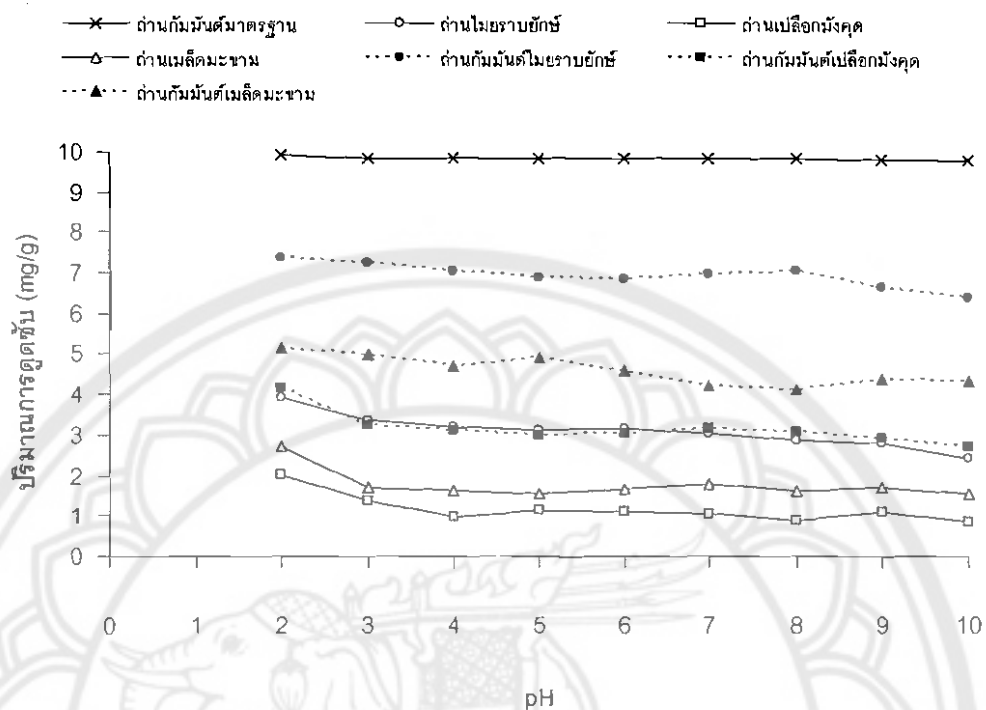 ถ่านกัมมันต์มาตรฐาน ถ่านไมยราบยักษ์ ถ่านเปลือกมังคุด
ถ่านเมล็ดมะขาม ถ่านกัมมันต์ไมยราบยักษ์ ถ่านกัมมันต์เปลือกมังคุด
ถ่านกัมมันต์เมล็ดมะขาม
ปริมาณการดูดซับ (mg/g)
10
9
8
7
6
5
4
3
2
1
0
0 1 2 3 4 5 6 7 8 9 10
pH